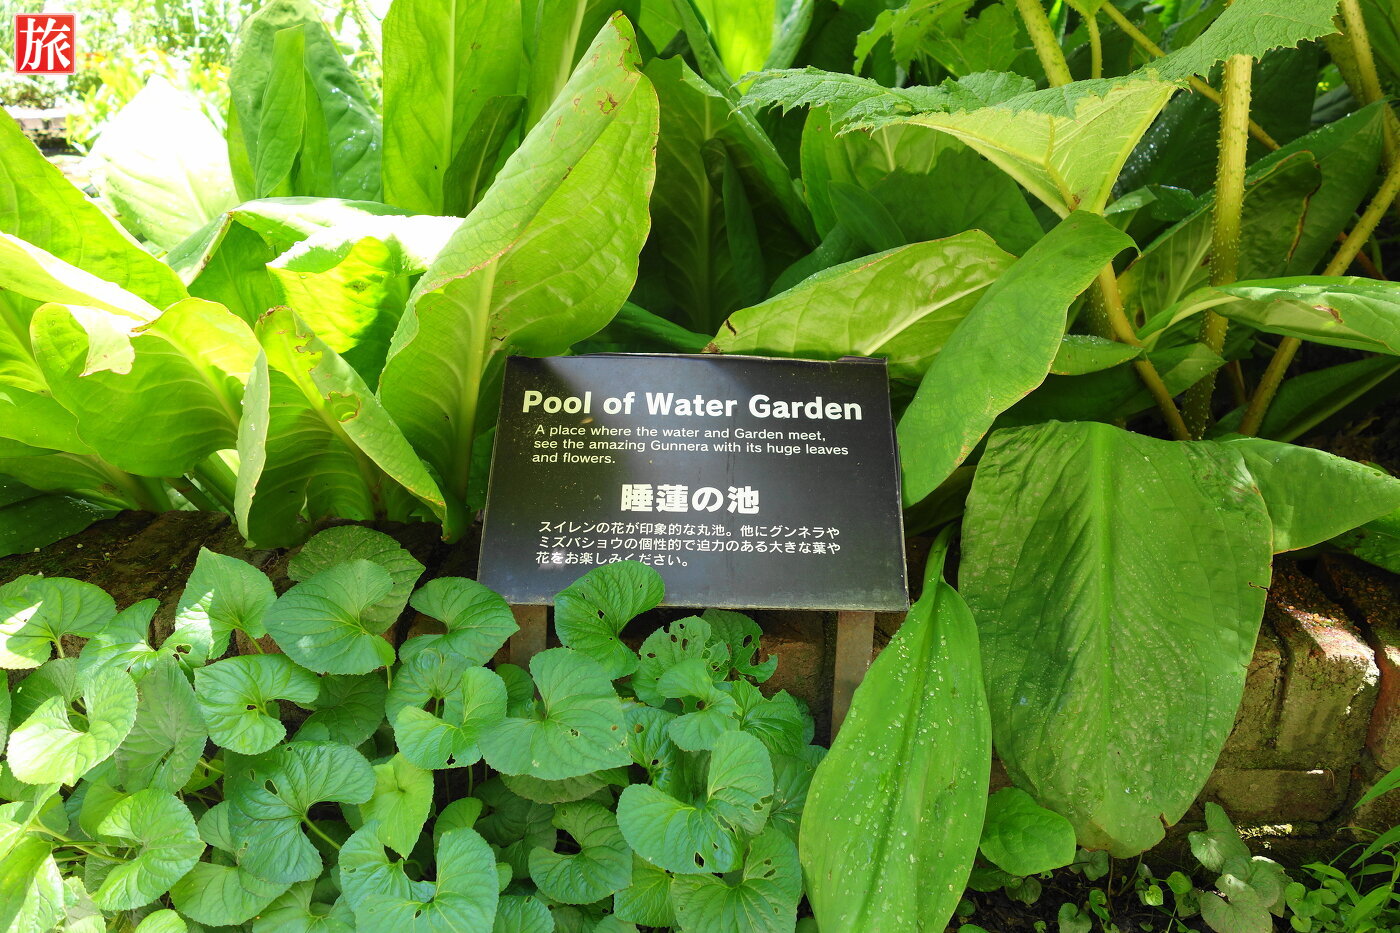 旅
Pool of Water Garden
A place where the water and Garden meet,
see the amazing Gunnera with its huge leaves
and flowers.
睡蓮の池
スイレンの花が印象的な丸池。他にグンネラや
ミズバショウの個性的で迫力のある大きな葉や
花をお楽しみください。